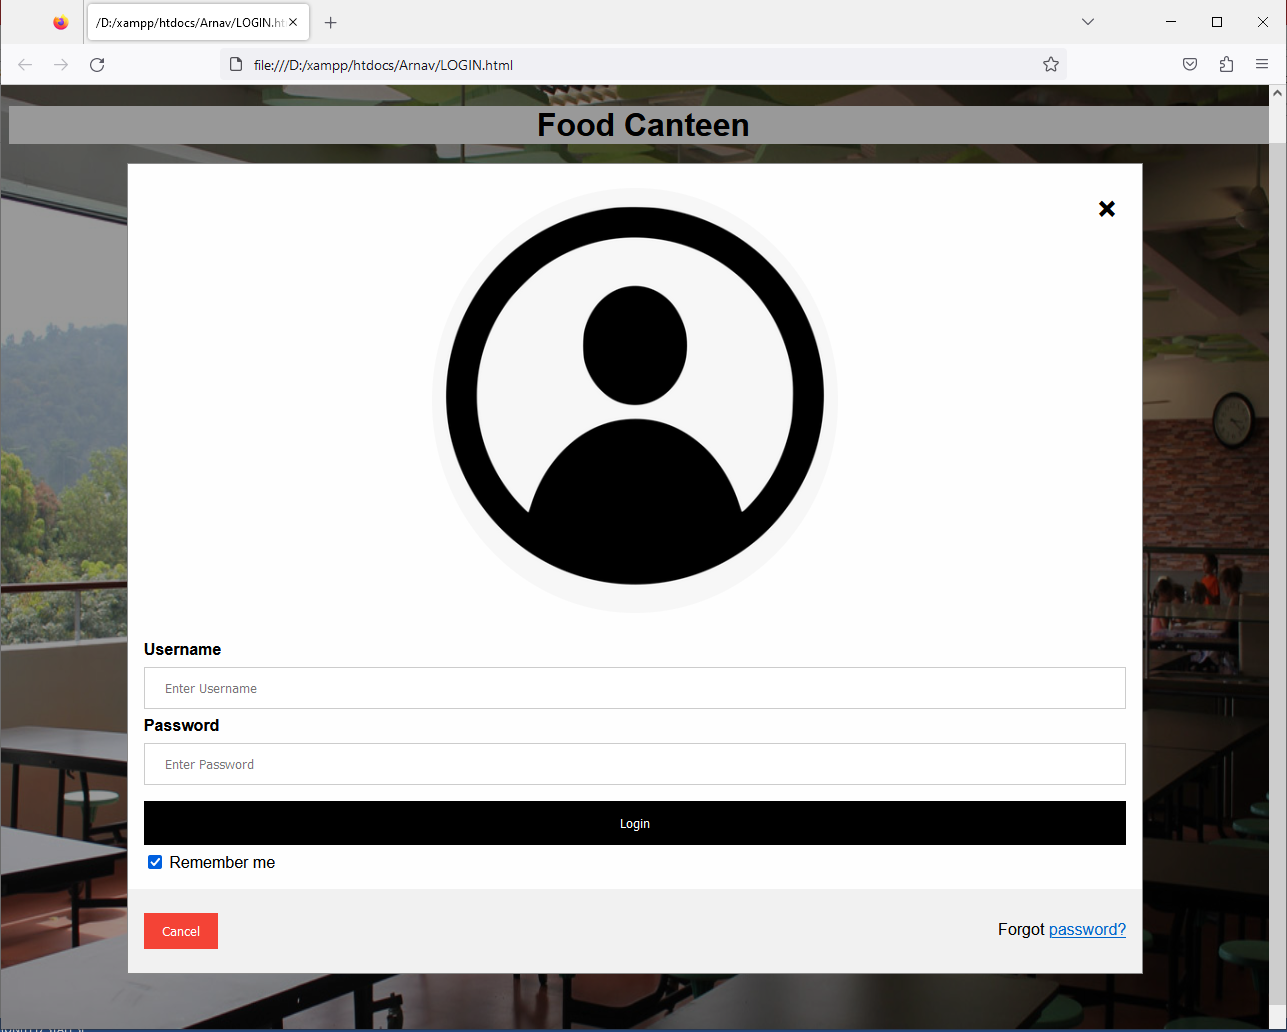 /D:/xampp/htdocs/Arnav/LOGIN.ht
file:///D:/xampp/htdocs/Arnav/LOGIN.html
Food Canteen
Username
Enter Username
Password
Enter Password
Login
Remember me
Cancel
Forgot password?